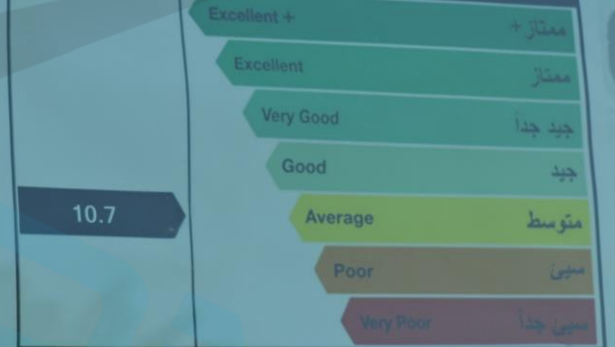 Excellent + ممتاز +
Excellent ممتاز
Very Good جيد جداً
Good جيد
10.7 Average متوسط
Poor سيئ
Very Poor سيئ جداً